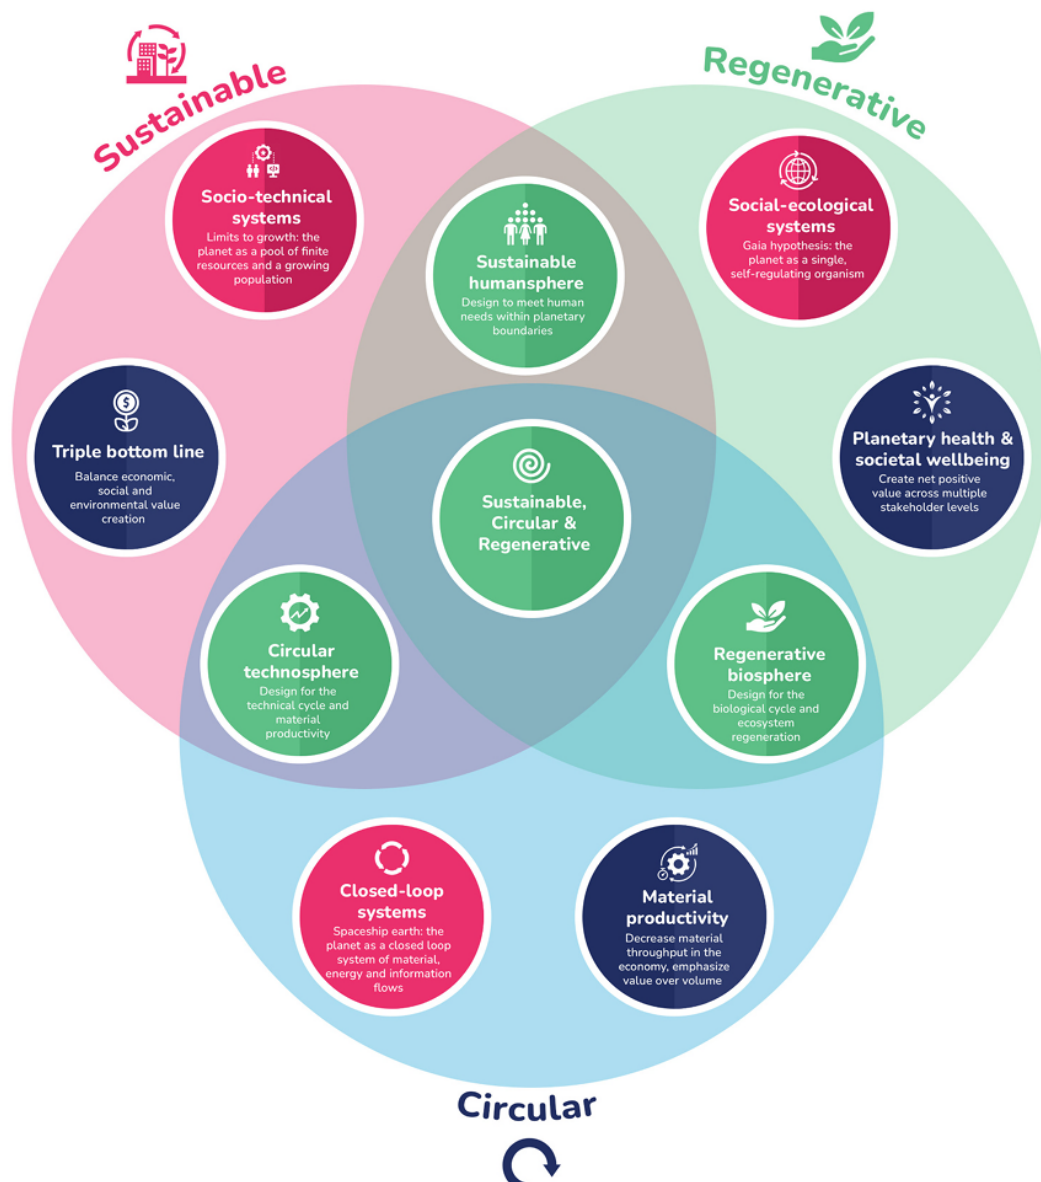 Sustainable
Regenerative
Socio-technical
systems
Limits to growth: the
planet as a pool of finite
resources and a growing
population
Sustainable
humansphere
Design to meet human
needs within planetary
boundaries
Social-ecological
systems
Gaia hypothesis: the
planet as a single,
self-regulating organism
Triple bottom line
Balance economic,
social and
environmental value
creation
Sustainable,
Circular &
Regenerative
Planetary health &
societal wellbeing
Create net positive
value across multiple
stakeholder levels
Circular
technosphere
Design for the
technical cycle and
material
productivity
Regenerative
biosphere
Design for the
biological cycle and
ecosystem
regeneration
Closed-loop
systems
Spaceship earth: the
planet as a closed loop
system of material,
energy and information
flows
Material
productivity
Decrease material
throughput in the
economy, emphasize
value over volume
Circular